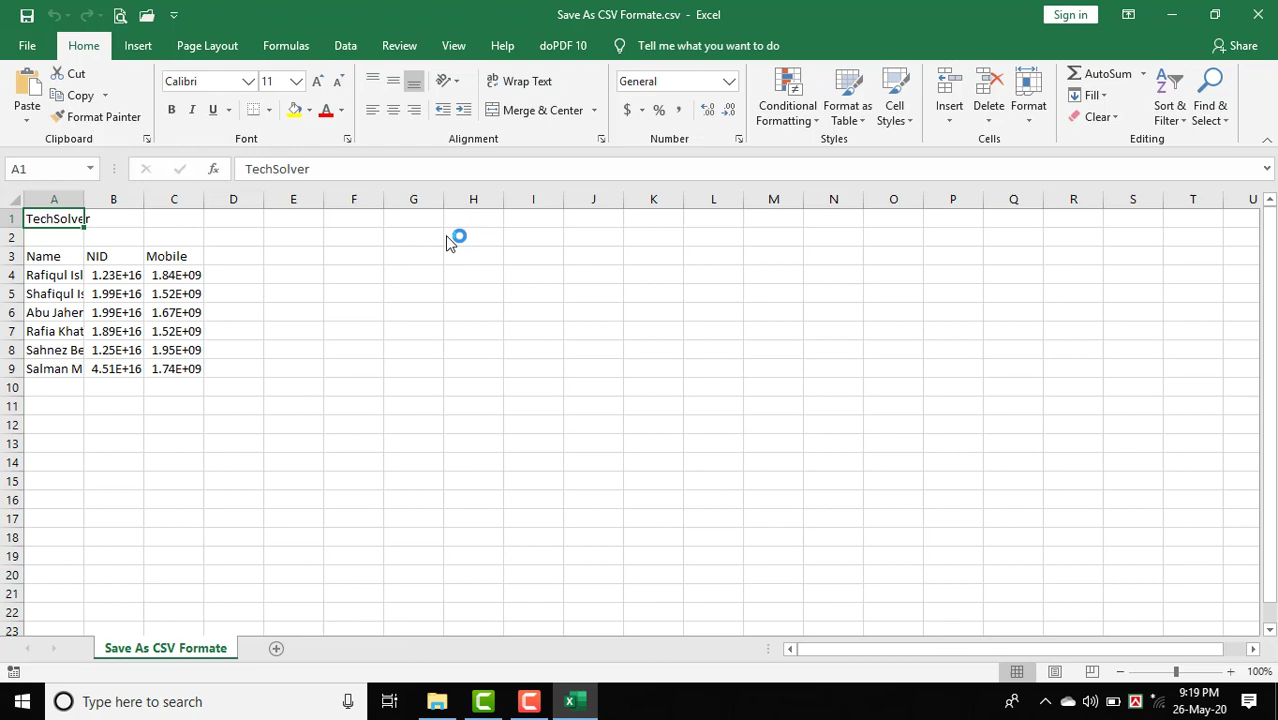 Save As CSV Formate.csv - Excel
Sign in
File Home Insert Page Layout Formulas Data Review View Help doPDF 10 Tell me what you want to do Share
Paste Cut Copy Format Painter
Calibri 11
B I U A A A
ab Wrap Text
Merge & Center
General
$ % ,
Conditional Formatting
Format as Table
Cell Styles
Insert Delete Format
AutoSum
Fill
Clear
Sort & Filter
Find & Select
Clipboard Font Alignment Number Styles Cells Editing
A1 fx TechSolver
A B C D E F G H I J K L M N O P Q R S T U
1 TechSolver
2
3 Name NID Mobile
4 Rafiqul Isl 1.23E+16 1.84E+09
5 Shafiqul Is 1.99E+16 1.52E+09
6 Abu Jaher 1.99E+16 1.67E+09
7 Rafia Khat 1.89E+16 1.52E+09
8 Sahnez Be 1.25E+16 1.95E+09
9 Salman M 4.51E+16 1.74E+09
10
11
12
13
14
15
16
17
18
19
20
21
22
23
Save As CSV Formate
100%
Type here to search
9:19 PM
26-May-20